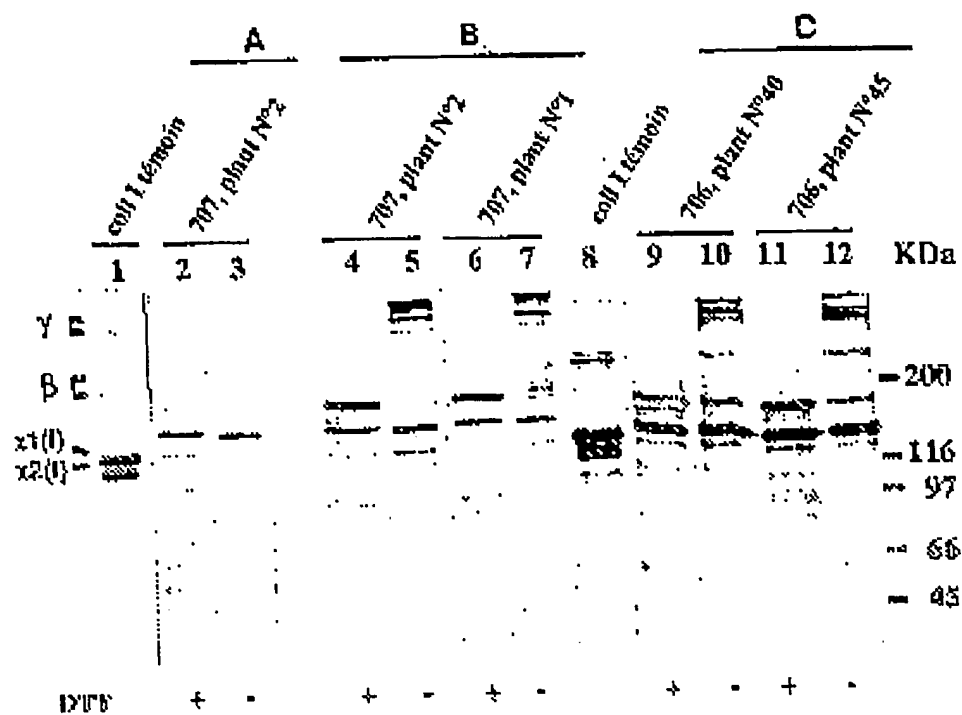 A B C
coll I témoin
707, plant N°2
707, plant N°2
707, plant N°1
coll I témoin
706, plant N°40
706, plant N°45
1 2 3 4 5 6 7 8 9 10 11 12 KDa
γ
β
200
α1(I)
116
α2(I)
97
66
45
DTT + - + - + - + - + -